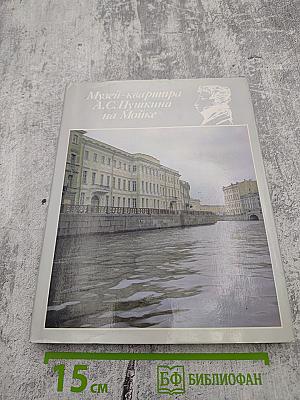 Музей-квартира
А.С.Пушкина
на Мойке
15 см
БФ БИБЛИОФАН